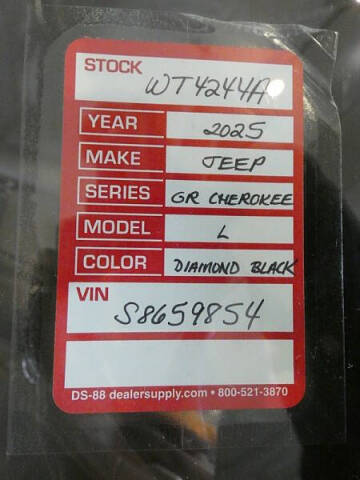 STOCK
WT4244A
YEAR 2025
MAKE JEEP
SERIES GR CHEROKEE
MODEL L
COLOR DIAMOND BLACK
VIN
S8659854
DS-88 dealersupply.com • 800-521-3870